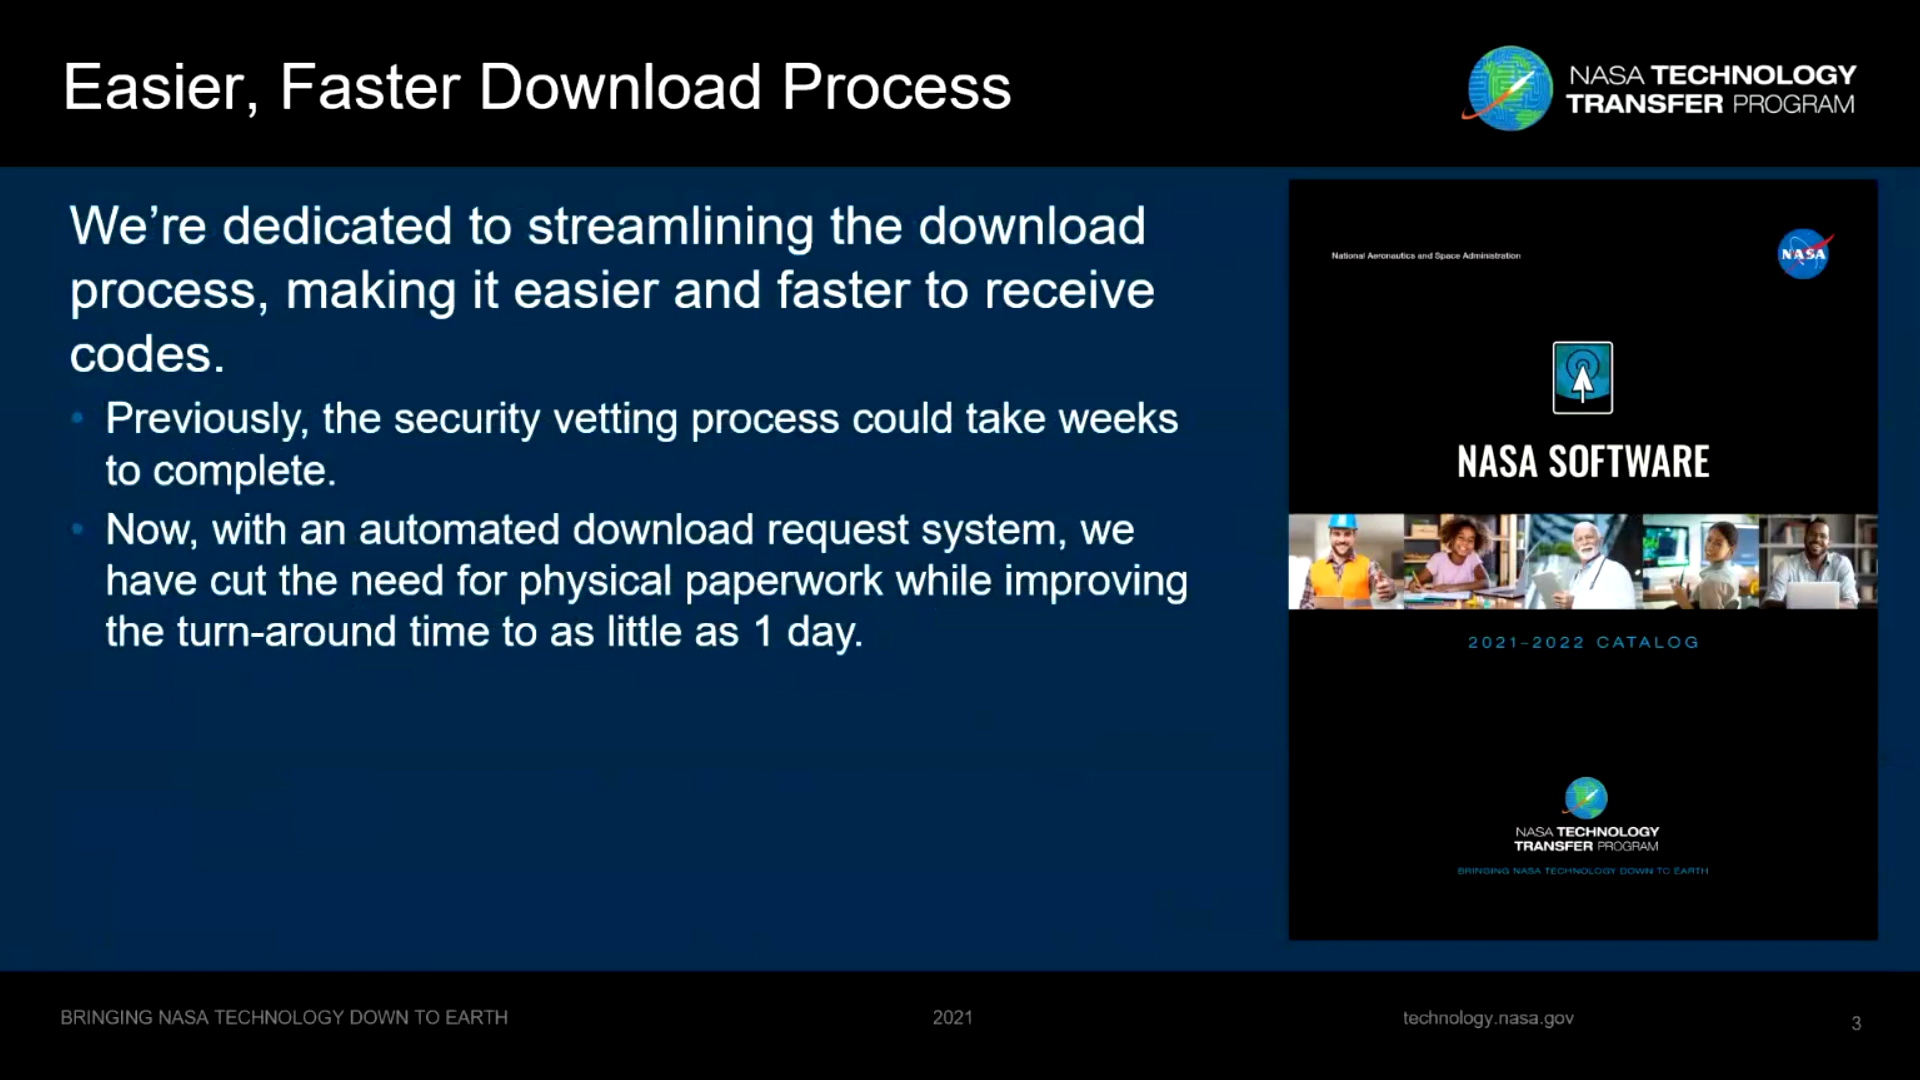 Easier, Faster Download Process
NASA TECHNOLOGY
TRANSFER PROGRAM
We’re dedicated to streamlining the download
process, making it easier and faster to receive
codes.
• Previously, the security vetting process could take weeks
to complete.
• Now, with an automated download request system, we
have cut the need for physical paperwork while improving
the turn-around time to as little as 1 day.
National Aeronautics and Space Administration
NASA
NASA SOFTWARE
2021–2022 CATALOG
NASA TECHNOLOGY
TRANSFER PROGRAM
BRINGING NASA TECHNOLOGY DOWN TO EARTH
BRINGING NASA TECHNOLOGY DOWN TO EARTH
2021
technology.nasa.gov
3